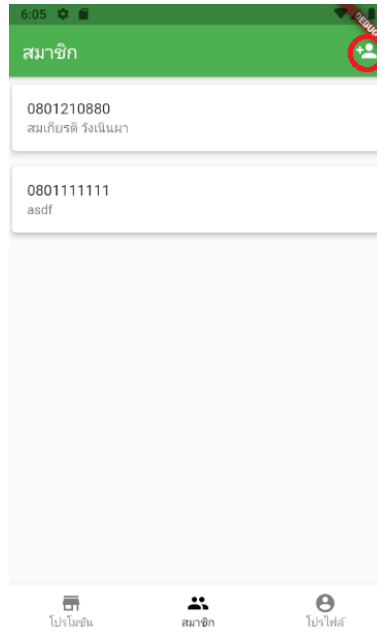 6:05
DEBUG
สมาชิก
0801210880
สมเกียรติ วังเนินผา
0801111111
asdf
โปรโมชัน
สมาชิก
โปรไฟล์